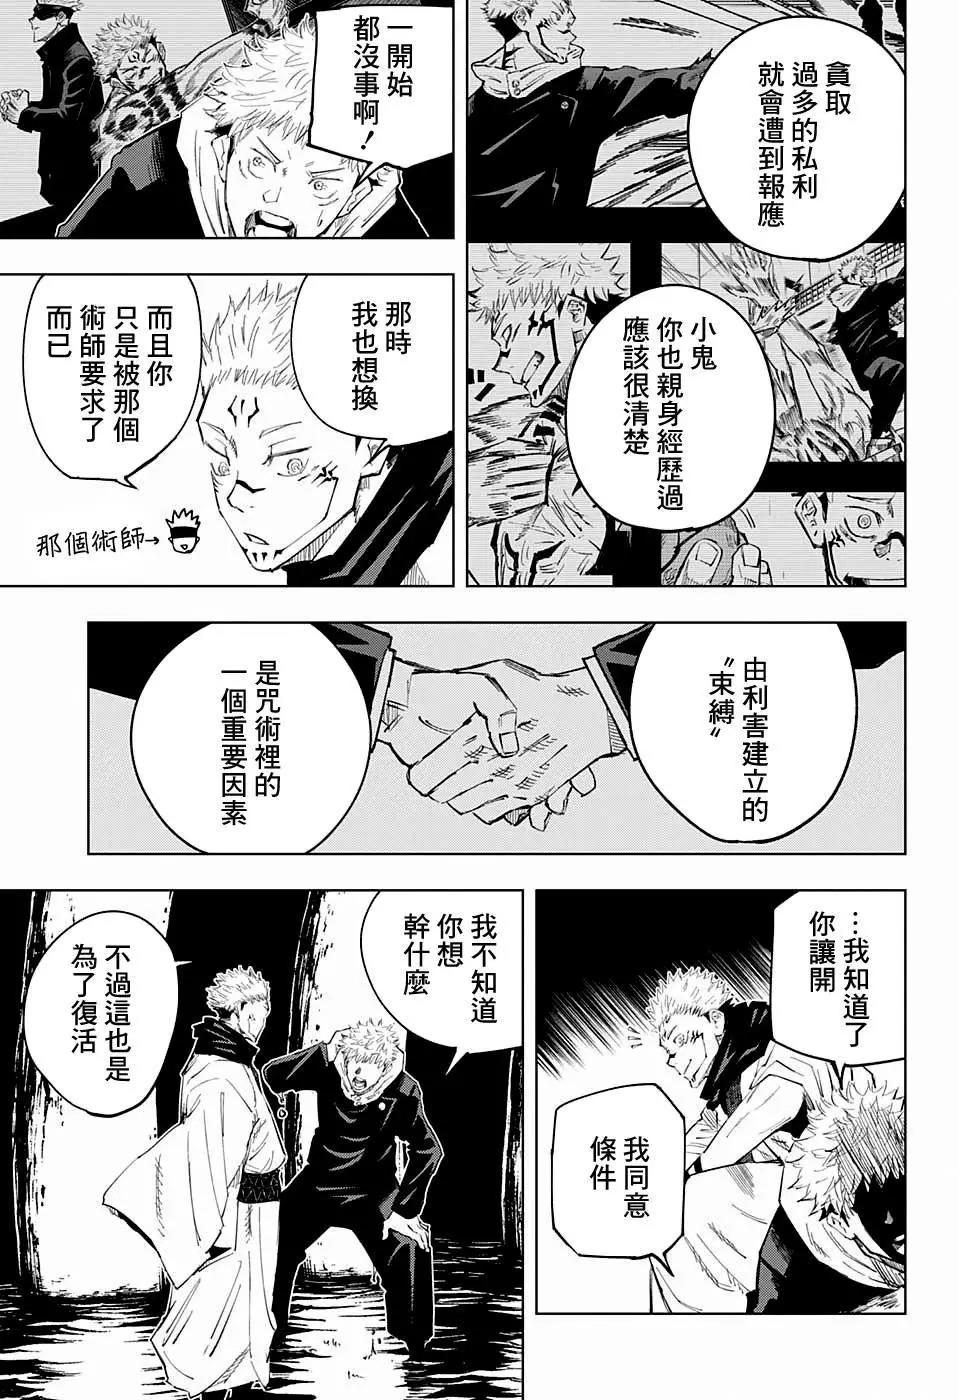 貪取
過多的私利
就會遭到報應
小鬼
你也親身經歷過
應該很清楚
一開始
都沒事啊！
那時
我也想換
而且你
只是被那個
術師要求了
而已
那個術師→
由利害建立的
〝束縛〞
是咒術裡的
一個重要因素
…我知道了
你讓開
我同意
條件
我不知道
你想
幹什麼
不過這也是
為了復活